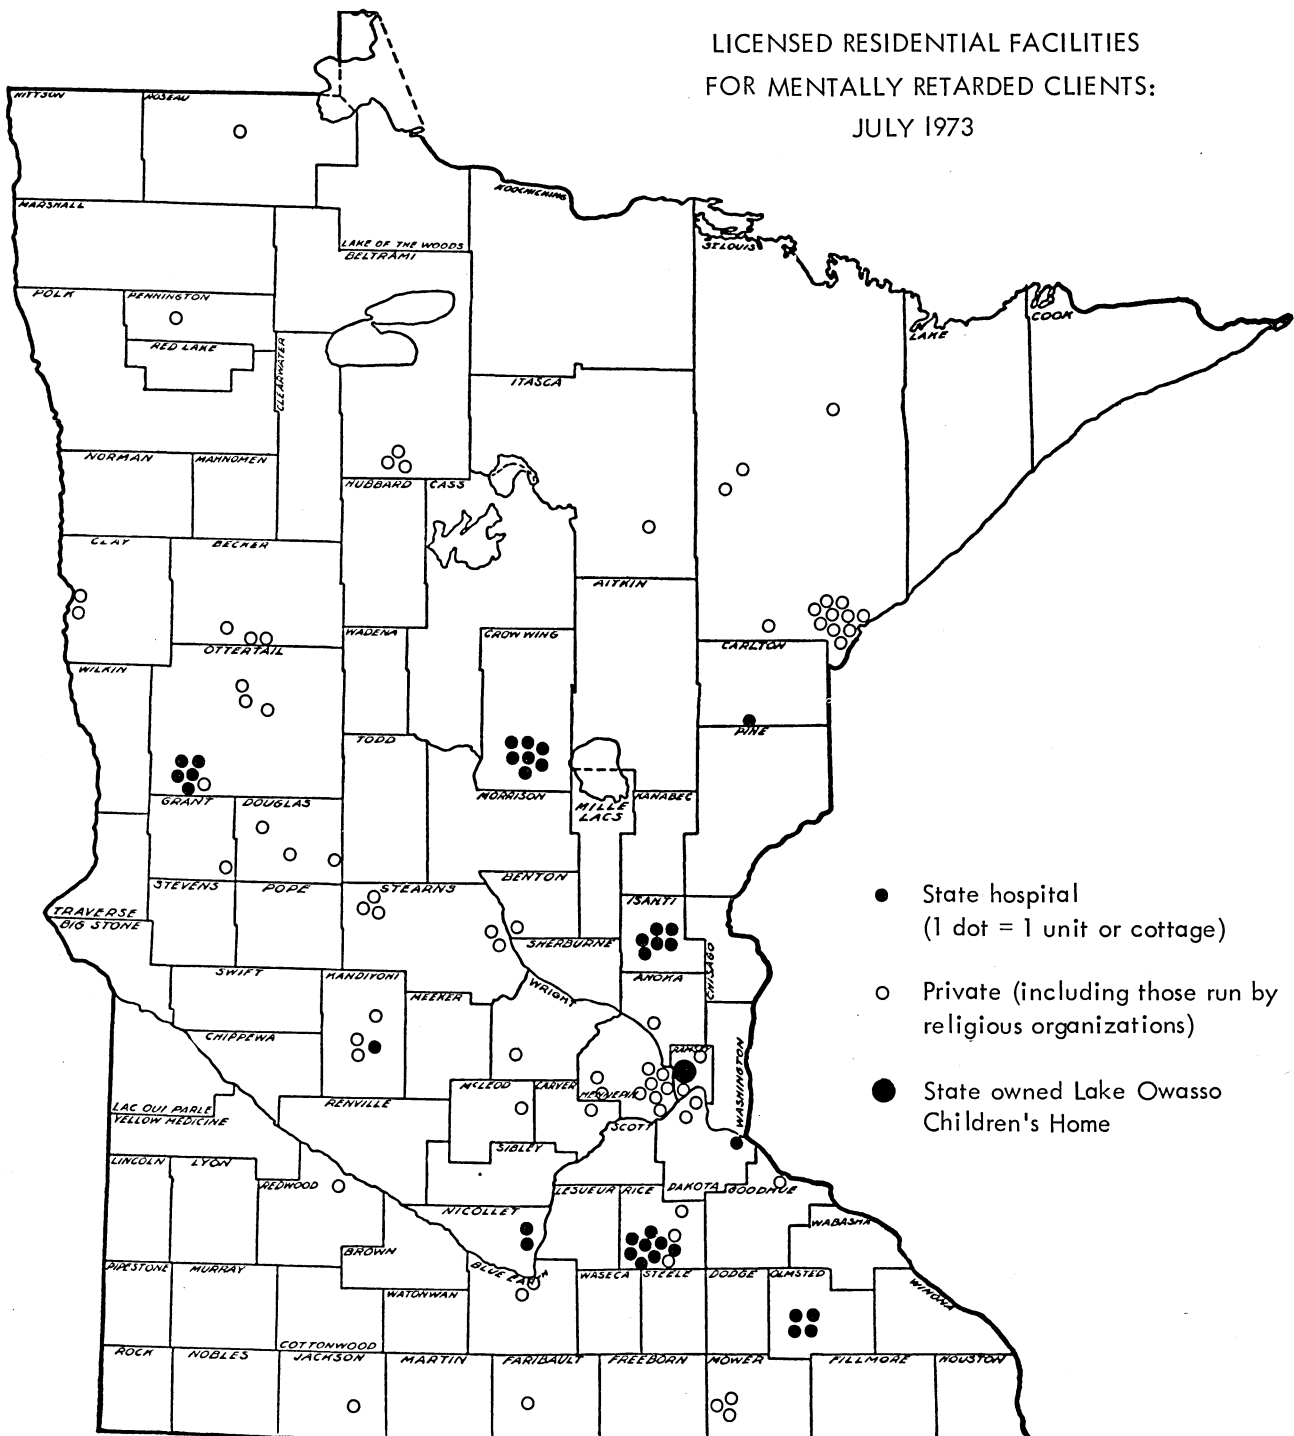 LICENSED RESIDENTIAL FACILITIES
FOR MENTALLY RETARDED CLIENTS:
JULY 1973
KITTSON
ROSEAU
KOOCHICHING
MARSHALL
LAKE OF THE WOODS
BELTRAMI
ST.LOUIS
POLK
PENNINGTON
COOK
LAKE
RED LAKE
CLEARWATER
ITASCA
NORMAN
MAHNOMEN
HUBBARD
CASS
CLAY
BECKER
AITKIN
WADENA
CROW WING
OTTERTAIL
CARLTON
WILKIN
PINE
TODD
GRANT
DOUGLAS
MORRISON
MILLE
LACS
KANABEC
STEVENS
POPE
STEARNS
BENTON
ISANTI
TRAVERSE
BIG STONE
SHERBURNE
CHISAGO
State hospital
(1 dot = 1 unit or cottage)
SWIFT
KANDIYOHI
MEEKER
WRIGHT
ANOKA
Private (including those run by
religious organizations)
CHIPPEWA
RAMSEY
WASHINGTON
MCLEOD
CARVER
HENNEPIN
State owned Lake Owasso
Children's Home
LAC QUI PARLE
YELLOW MEDICINE
RENVILLE
SCOTT
SIBLEY
LINCOLN
LYON
REDWOOD
LESUEUR
RICE
DAKOTA
GOODHUE
NICOLLET
WABASHA
BROWN
PIPESTONE
MURRAY
BLUE EARTH
WASECA
STEELE
DODGE
OLMSTED
WATONWAN
WINONA
COTTONWOOD
ROCK
NOBLES
JACKSON
MARTIN
FARIBAULT
FREEBORN
MOWER
FILLMORE
HOUSTON